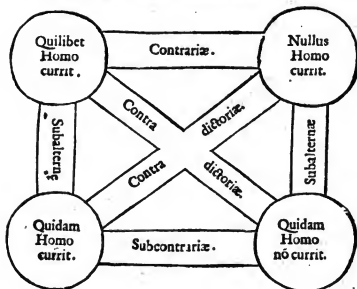 Quilibet
Homo
currit.
Contrariæ.
Nullus
Homo
currit.
Subalternę
Contra
dictoriæ.
Contra
dictoriæ.
Subalternæ
Quidam
Homo
currit.
Subcontrariæ.
Quidam
Homo
nó currit.